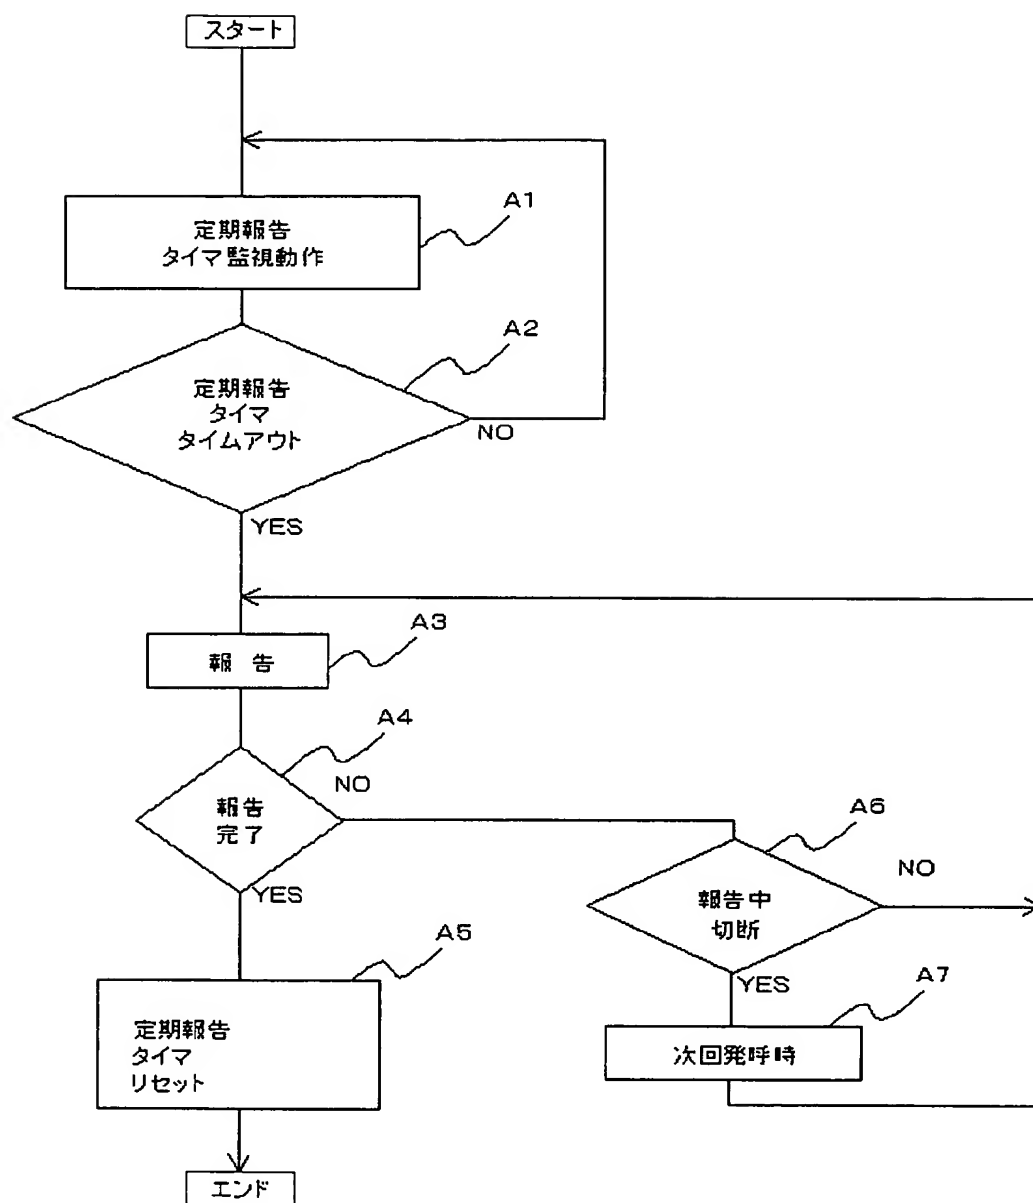 スタート
A1
定期報告
タイマ監視動作
A2
定期報告
タイマ
タイムアウト
NO
YES
A3
報 告
A4
NO
報告
完了
YES
A6
NO
報告中
切断
YES
A5
定期報告
タイマ
リセット
A7
次回発呼時
エンド